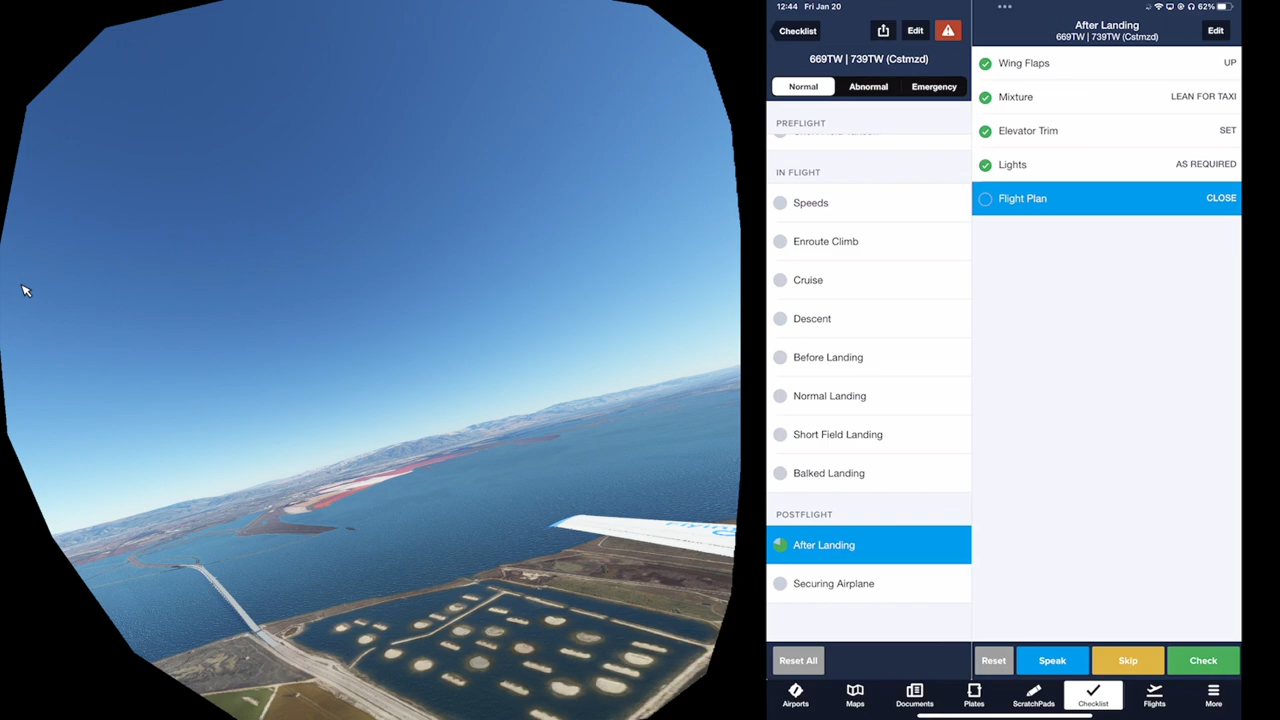 12:44 Fri Jan 20
62%
Checklist
Edit
669TW | 739TW (Cstmzd)
Normal
Abnormal
Emergency
PREFLIGHT
IN FLIGHT
Speeds
Enroute Climb
Cruise
Descent
Before Landing
Normal Landing
Short Field Landing
Balked Landing
POSTFLIGHT
After Landing
Securing Airplane
Reset All
After Landing
669TW | 739TW (Cstmzd)
Edit
Wing Flaps UP
Mixture LEAN FOR TAXI
Elevator Trim SET
Lights AS REQUIRED
Flight Plan CLOSE
Reset
Speak
Skip
Check
Airports
Maps
Documents
Plates
ScratchPads
Checklist
Flights
More